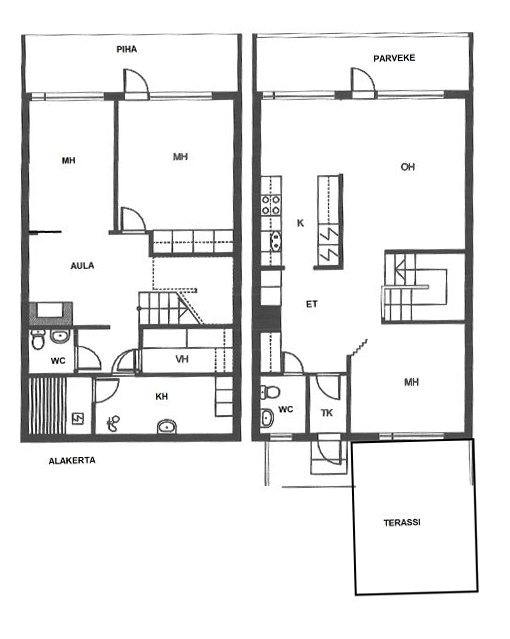 PIHA
MH
MH
AULA
WC
VH
KH
ALAKERTA
PARVEKE
OH
K
ET
MH
WC
TK
TERASSI